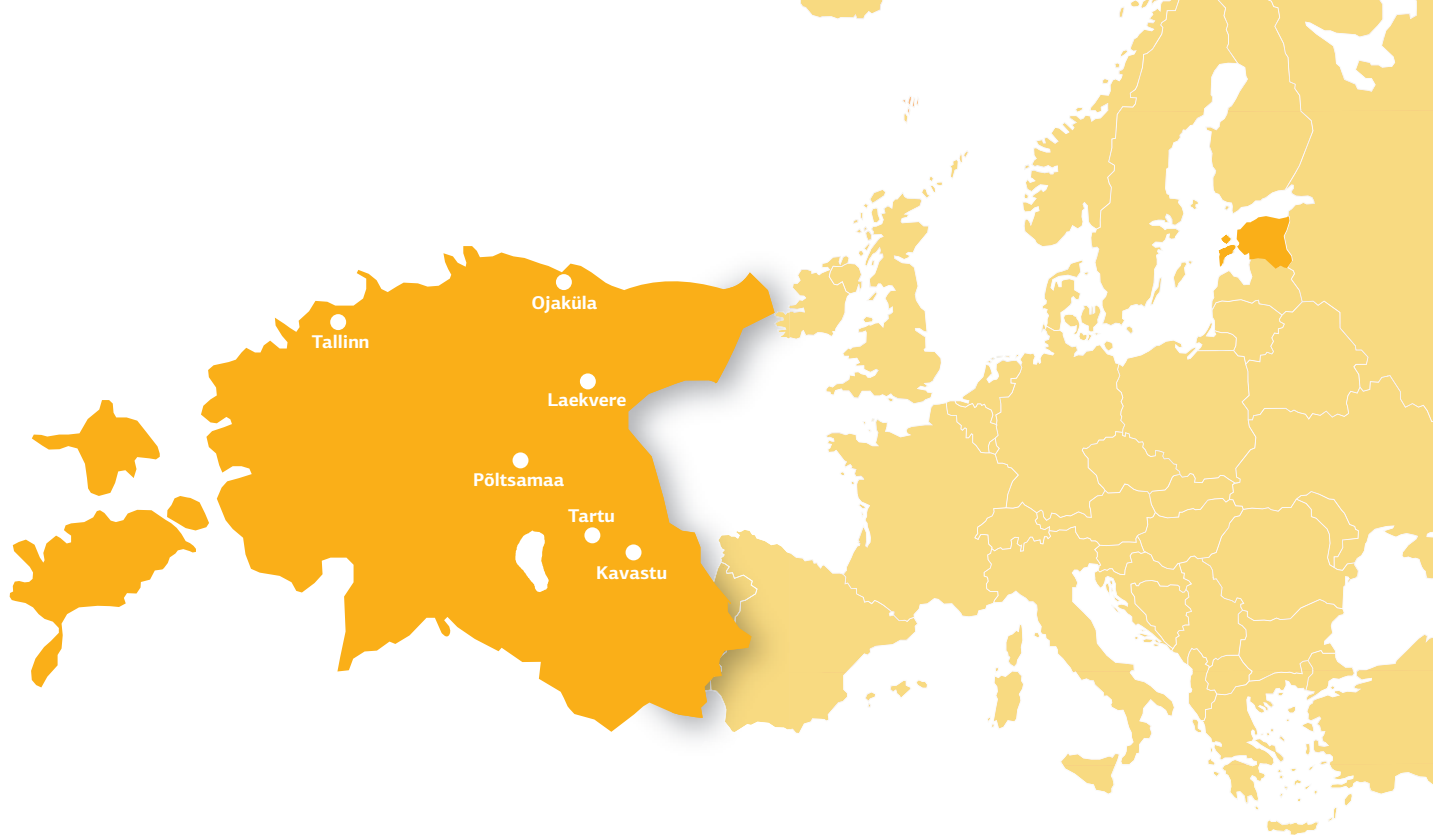 Ojaküla
Tallinn
Laekvere
Põltsamaa
Tartu
Kavastu